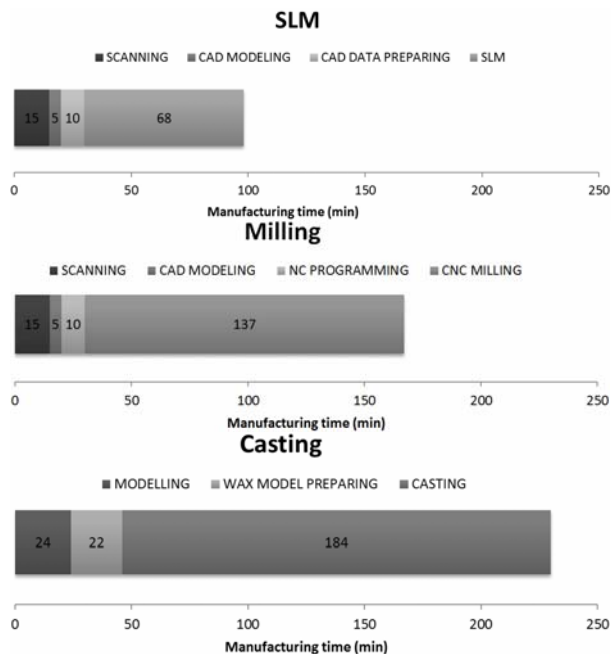 SLM
SCANNING CAD MODELING CAD DATA PREPARING SLM
15 5 10 68
0 50 100 150 200 250
Manufacturing time (min)
Milling
SCANNING CAD MODELING NC PROGRAMMING CNC MILLING
15 5 10 137
0 50 100 150 200 250
Manufacturing time (min)
Casting
MODELLING WAX MODEL PREPARING CASTING
24 22 184
0 50 100 150 200 250
Manufacturing time (min)